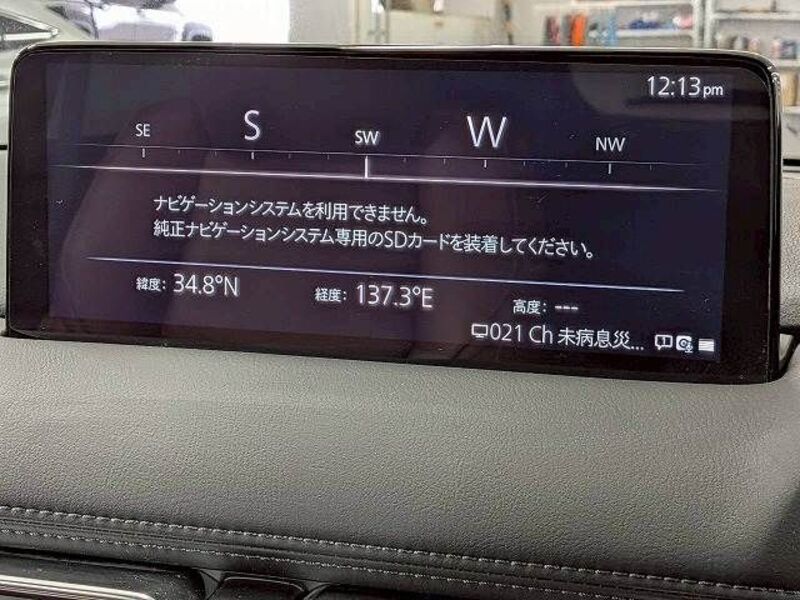 12:13pm
SE S SW W NW
ナビゲーションシステムを利用できません。
純正ナビゲーションシステム専用のSDカードを装着してください。
緯度: 34.8°N 経度: 137.3°E 高度: ---
021 Ch 未病息災...